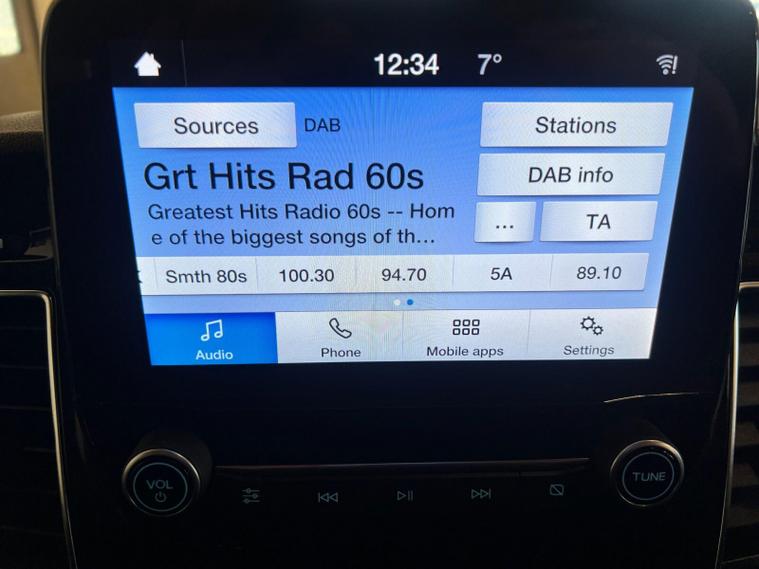 12:34 7°
Sources DAB Stations
Grt Hits Rad 60s
DAB info
Greatest Hits Radio 60s -- Hom
e of the biggest songs of th...
... TA
Smth 80s 100.30 94.70 5A 89.10
Audio Phone Mobile apps Settings
VOL TUNE